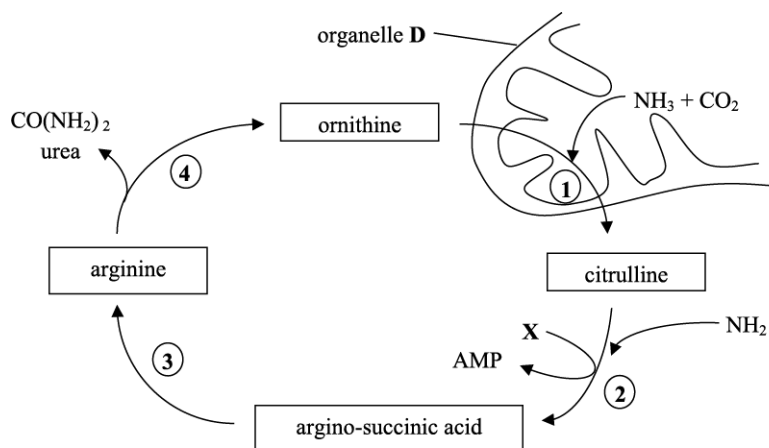 organelle D
NH₃ + CO₂
CO(NH₂)₂
urea
ornithine
4
1
arginine
citrulline
X
NH₂
AMP
3
2
argino-succinic acid